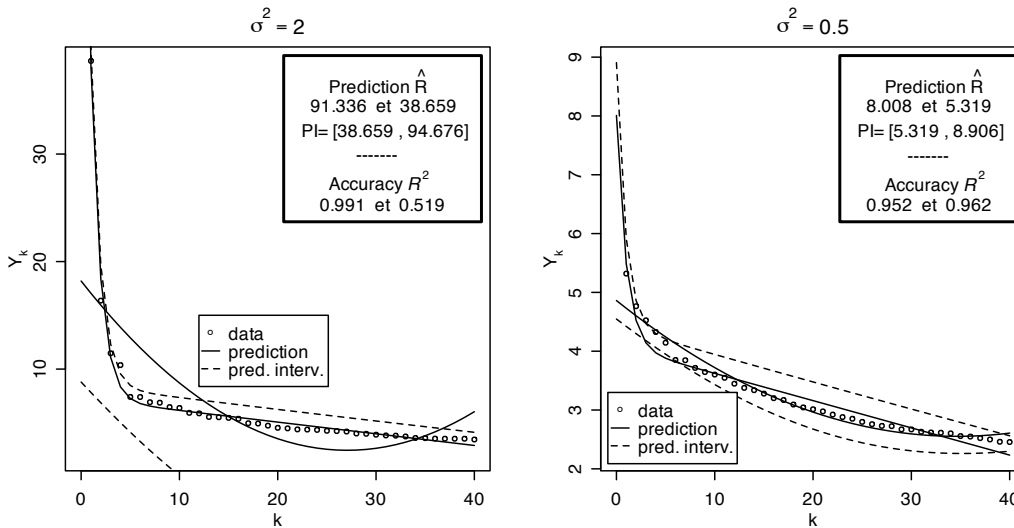 σ² = 2
Prediction R̂
91.336 et 38.659
PI= [38.659 , 94.676]
-------
Accuracy R²
0.991 et 0.519
data
prediction
pred. interv.
Y_k
10
20
30
0
10
20
30
40
k
σ² = 0.5
Prediction R̂
8.008 et 5.319
PI= [5.319 , 8.906]
-------
Accuracy R²
0.952 et 0.962
data
prediction
pred. interv.
Y_k
2
3
4
5
6
7
8
9
0
10
20
30
40
k